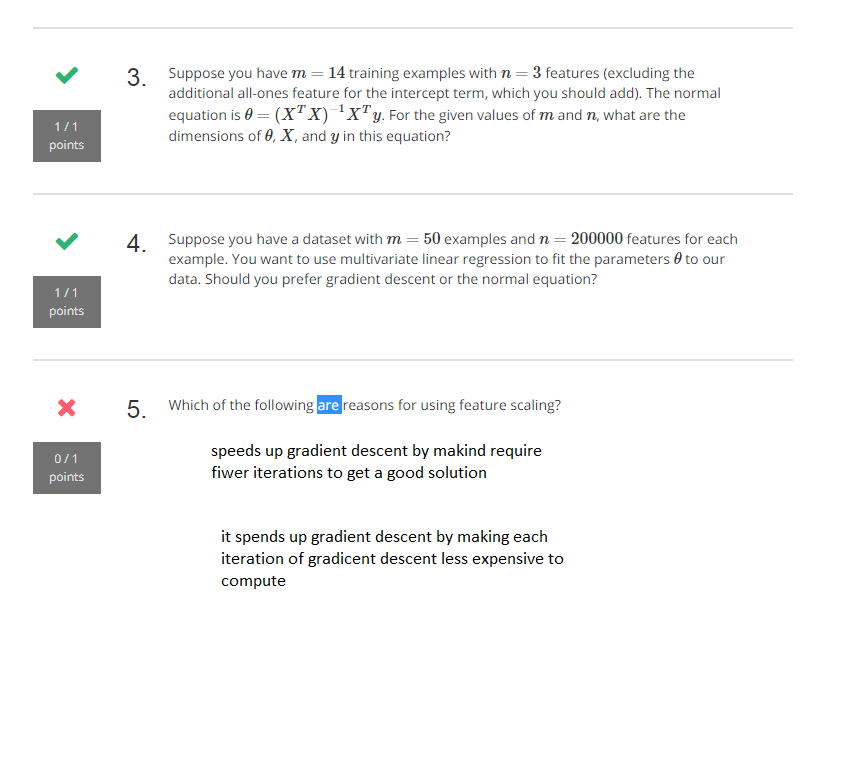 3.
Suppose you have m = 14 training examples with n = 3 features (excluding the
additional all-ones feature for the intercept term, which you should add). The normal
equation is θ = (XᵀX)⁻¹Xᵀy. For the given values of m and n, what are the
dimensions of θ, X, and y in this equation?
1 / 1
points
4.
Suppose you have a dataset with m = 50 examples and n = 200000 features for each
example. You want to use multivariate linear regression to fit the parameters θ to our
data. Should you prefer gradient descent or the normal equation?
1 / 1
points
5.
Which of the following are reasons for using feature scaling?
0 / 1
points
speeds up gradient descent by makind require
fiwer iterations to get a good solution
it spends up gradient descent by making each
iteration of gradicent descent less expensive to
compute